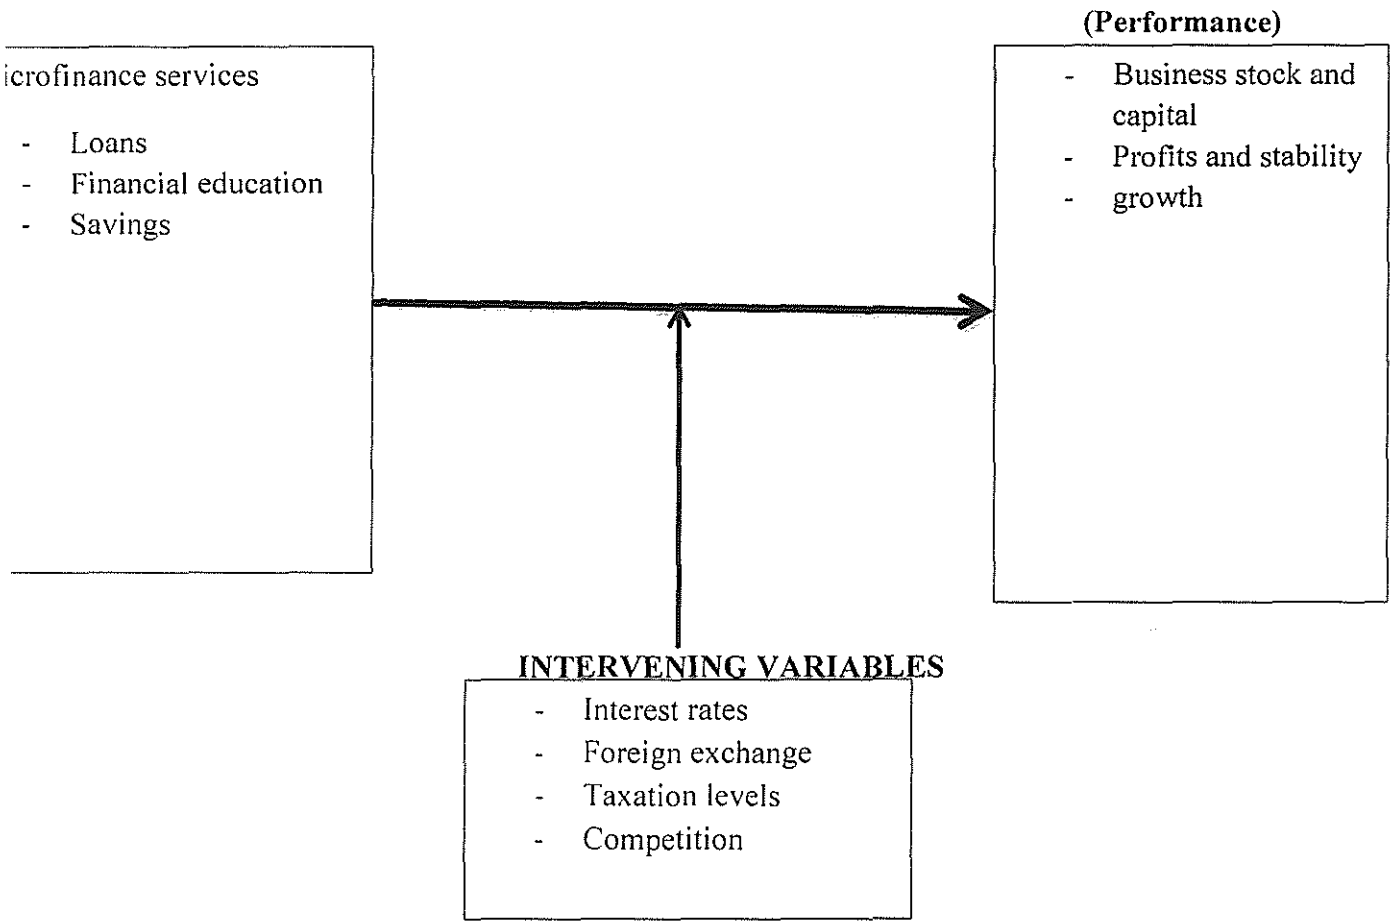 (Performance)
icrofinance services
- Loans
- Financial education
- Savings
- Business stock and
capital
- Profits and stability
- growth
INTERVENING VARIABLES
- Interest rates
- Foreign exchange
- Taxation levels
- Competition